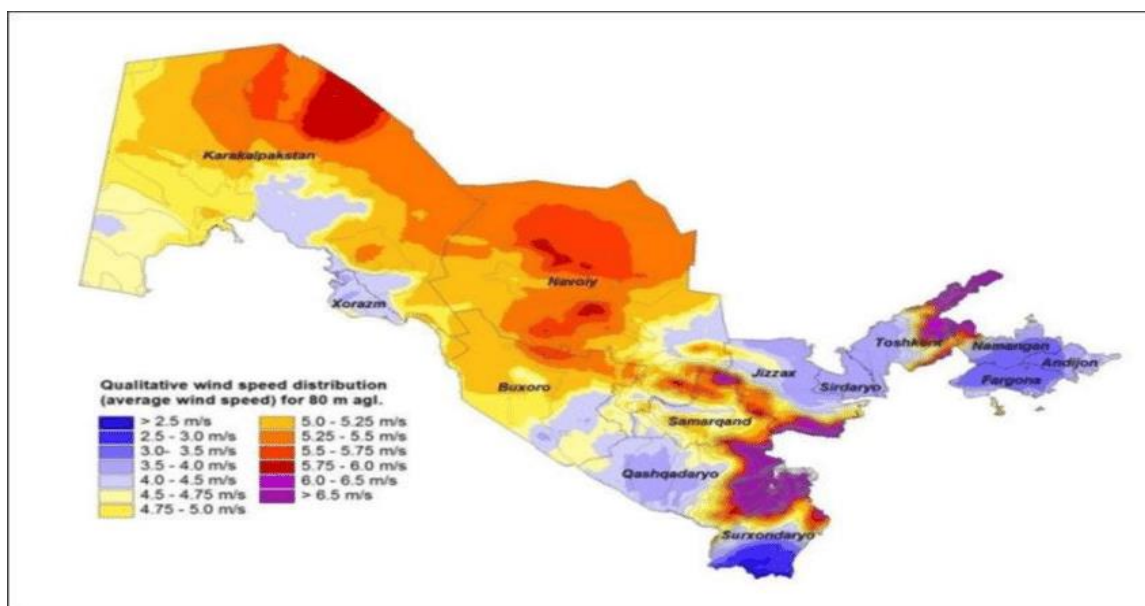 Karakalpakstan
Navoiy
Xorazm
Toshkent
Namangan
Andijon
Fargona
Jizzax
Sirdaryo
Buxoro
Samarqand
Qashqadaryo
Surxondaryo
Qualitative wind speed distribution
(average wind speed) for 80 m agl.
> 2.5 m/s
2.5 - 3.0 m/s
3.0- 3.5 m/s
3.5 - 4.0 m/s
4.0 - 4.5 m/s
4.5 - 4.75 m/s
4.75 - 5.0 m/s
5.0 - 5.25 m/s
5.25 - 5.5 m/s
5.5 - 5.75 m/s
5.75 - 6.0 m/s
6.0 - 6.5 m/s
> 6.5 m/s